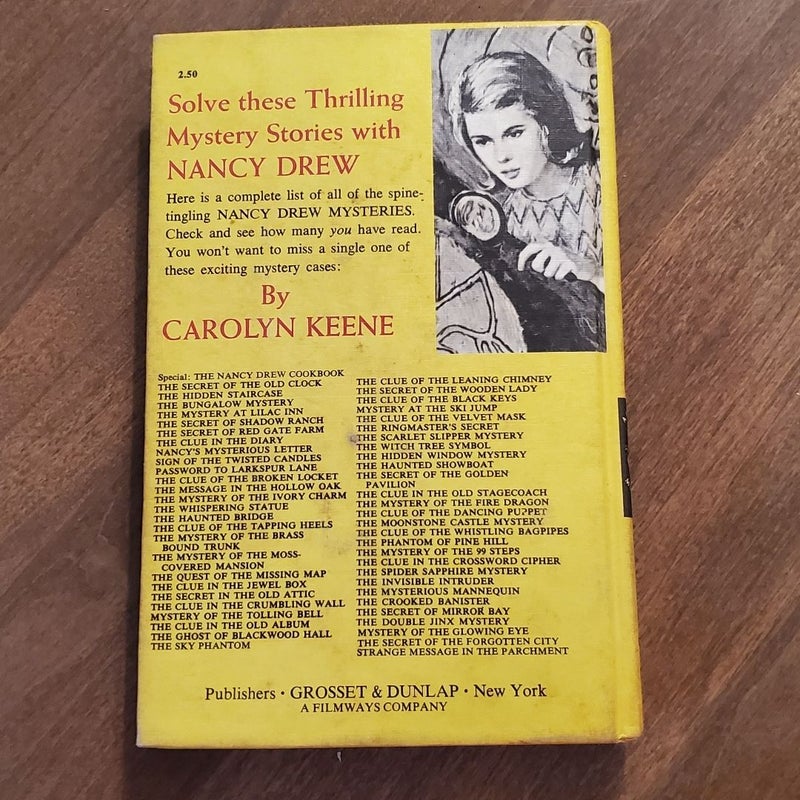 2.50
Solve these Thrilling
Mystery Stories with
NANCY DREW
Here is a complete list of all of the spine-
tingling NANCY DREW MYSTERIES.
Check and see how many you have read.
You won't want to miss a single one of
these exciting mystery cases:
By
CAROLYN KEENE
Special: THE NANCY DREW COOKBOOK
THE SECRET OF THE OLD CLOCK
THE HIDDEN STAIRCASE
THE BUNGALOW MYSTERY
THE MYSTERY AT LILAC INN
THE SECRET OF SHADOW RANCH
THE SECRET OF RED GATE FARM
THE CLUE IN THE DIARY
NANCY'S MYSTERIOUS LETTER
SIGN OF THE TWISTED CANDLES
PASSWORD TO LARKSPUR LANE
THE CLUE OF THE BROKEN LOCKET
THE MESSAGE IN THE HOLLOW OAK
THE MYSTERY OF THE IVORY CHARM
THE WHISPERING STATUE
THE HAUNTED BRIDGE
THE CLUE OF THE TAPPING HEELS
THE MYSTERY OF THE BRASS
BOUND TRUNK
THE MYSTERY OF THE MOSS-
COVERED MANSION
THE QUEST OF THE MISSING MAP
THE CLUE IN THE JEWEL BOX
THE SECRET IN THE OLD ATTIC
THE CLUE IN THE CRUMBLING WALL
MYSTERY OF THE TOLLING BELL
THE CLUE IN THE OLD ALBUM
THE GHOST OF BLACKWOOD HALL
THE SKY PHANTOM
THE CLUE OF THE LEANING CHIMNEY
THE SECRET OF THE WOODEN LADY
THE CLUE OF THE BLACK KEYS
MYSTERY AT THE SKI JUMP
THE CLUE OF THE VELVET MASK
THE RINGMASTER'S SECRET
THE SCARLET SLIPPER MYSTERY
THE WITCH TREE SYMBOL
THE HIDDEN WINDOW MYSTERY
THE HAUNTED SHOWBOAT
THE SECRET OF THE GOLDEN
PAVILION
THE CLUE IN THE OLD STAGECOACH
THE MYSTERY OF THE FIRE DRAGON
THE CLUE OF THE DANCING PUPPET
THE MOONSTONE CASTLE MYSTERY
THE CLUE OF THE WHISTLING BAGPIPES
THE PHANTOM OF PINE HILL
THE MYSTERY OF THE 99 STEPS
THE CLUE IN THE CROSSWORD CIPHER
THE SPIDER SAPPHIRE MYSTERY
THE INVISIBLE INTRUDER
THE MYSTERIOUS MANNEQUIN
THE CROOKED BANISTER
THE SECRET OF MIRROR BAY
THE DOUBLE JINX MYSTERY
MYSTERY OF THE GLOWING EYE
THE SECRET OF THE FORGOTTEN CITY
STRANGE MESSAGE IN THE PARCHMENT
Publishers • GROSSET & DUNLAP • New York
A FILMWAYS COMPANY